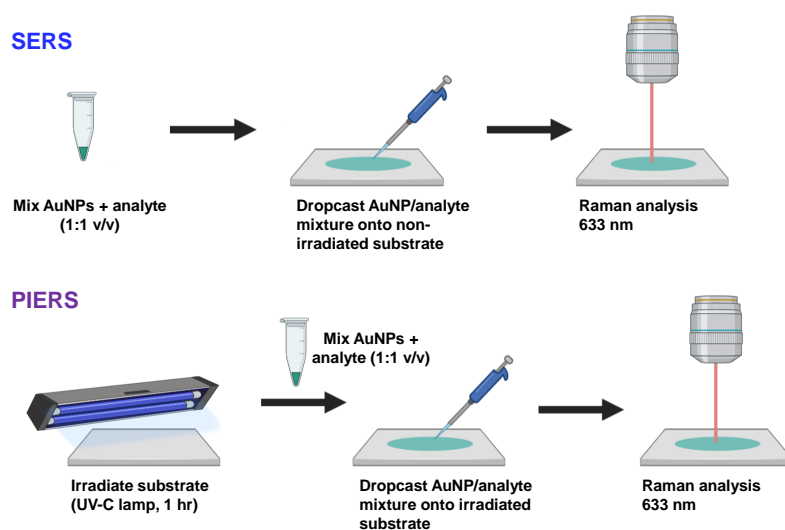 SERS
Mix AuNPs + analyte
(1:1 v/v)
Dropcast AuNP/analyte
mixture onto non-
irradiated substrate
Raman analysis
633 nm
PIERS
Mix AuNPs +
analyte (1:1 v/v)
Irradiate substrate
(UV-C lamp, 1 hr)
Dropcast AuNP/analyte
mixture onto irradiated
substrate
Raman analysis
633 nm